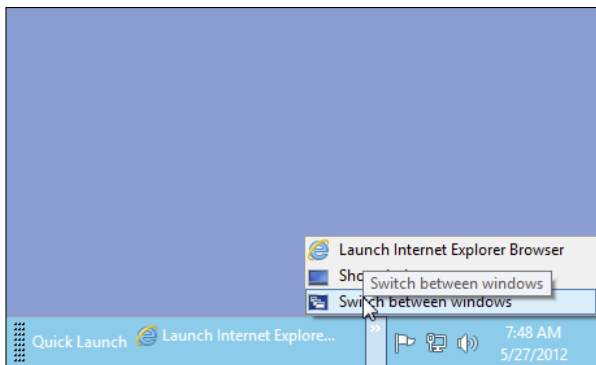 Launch Internet Explorer Browser
Sho
Switch between windows
Switch between windows
Quick Launch Launch Internet Explore... »
7:48 AM
5/27/2012